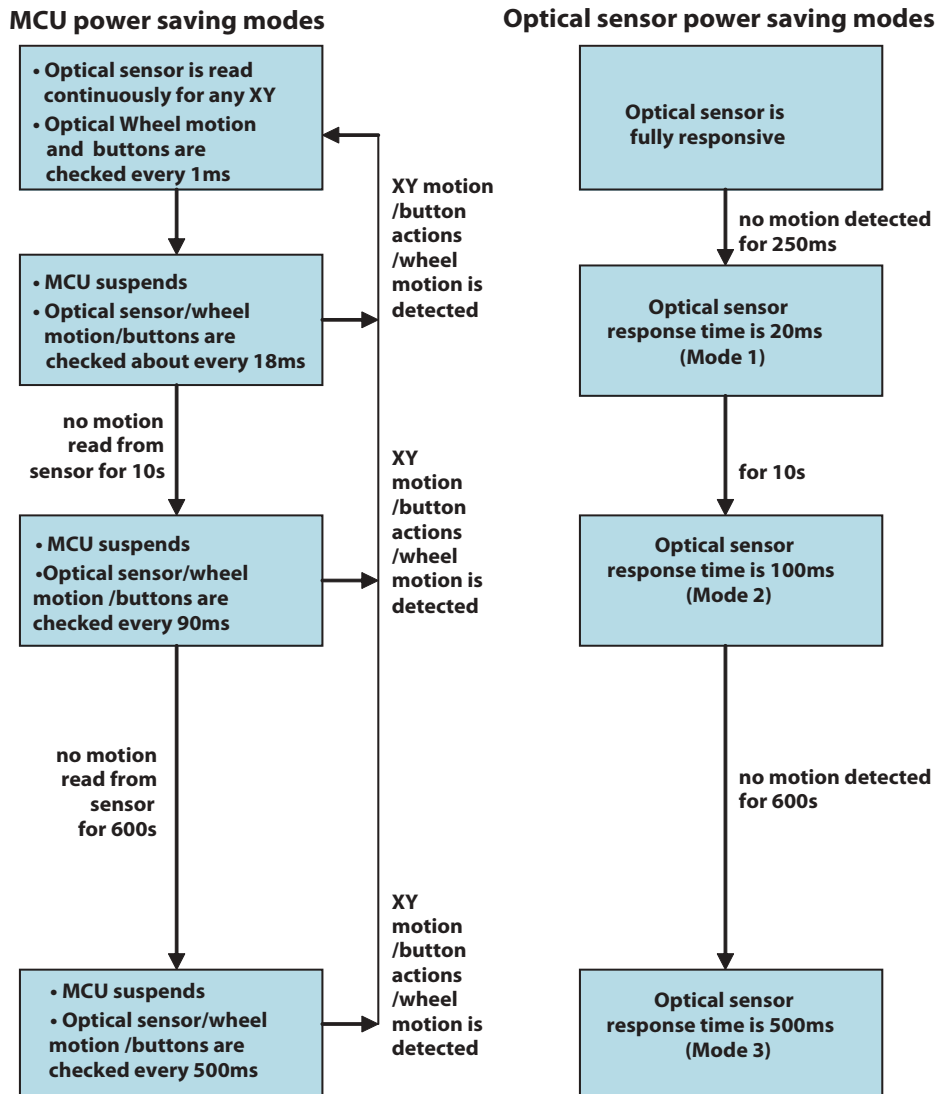 MCU power saving modes
• Optical sensor is read
continuously for any XY
• Optical Wheel motion
and buttons are
checked every 1ms
XY motion
/button
actions
/wheel
motion is
detected
• MCU suspends
• Optical sensor/wheel
motion/buttons are
checked about every 18ms
no motion
read from
sensor for 10s
XY
motion
/button
actions
/wheel
motion is
detected
• MCU suspends
•Optical sensor/wheel
motion /buttons are
checked every 90ms
no motion
read from
sensor
for 600s
XY
motion
/button
actions
/wheel
motion is
detected
• MCU suspends
• Optical sensor/wheel
motion /buttons are
checked every 500ms
Optical sensor power saving modes
Optical sensor is
fully responsive
no motion detected
for 250ms
Optical sensor
response time is 20ms
(Mode 1)
for 10s
Optical sensor
response time is 100ms
(Mode 2)
no motion detected
for 600s
Optical sensor
response time is 500ms
(Mode 3)